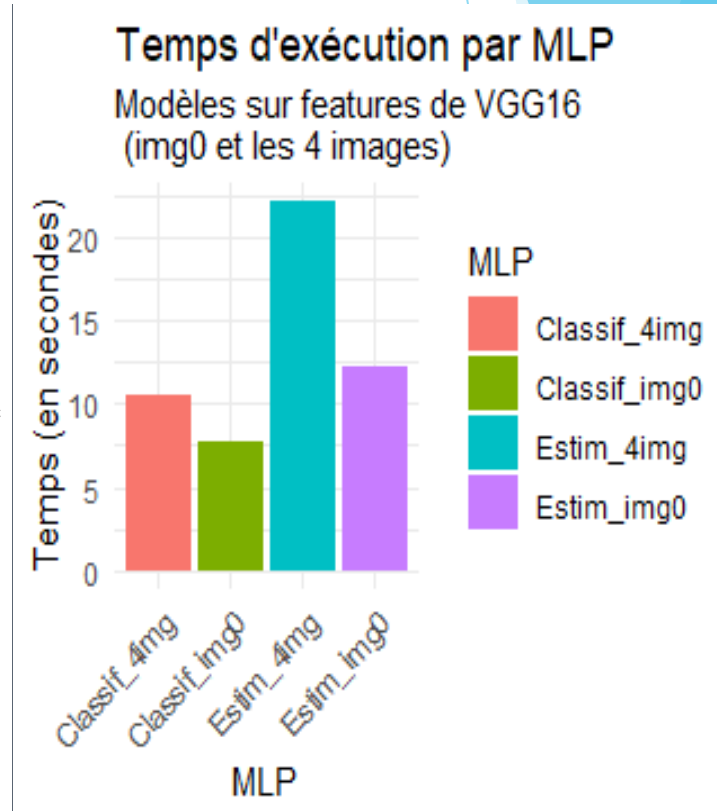 Temps d'exécution par MLP
Modèles sur features de VGG16
(img0 et les 4 images)
Temps (en secondes)
20
15
10
5
0
Classif_4img
Classif_img0
Estim_4img
Estim_img0
MLP
MLP
Classif_4img
Classif_img0
Estim_4img
Estim_img0